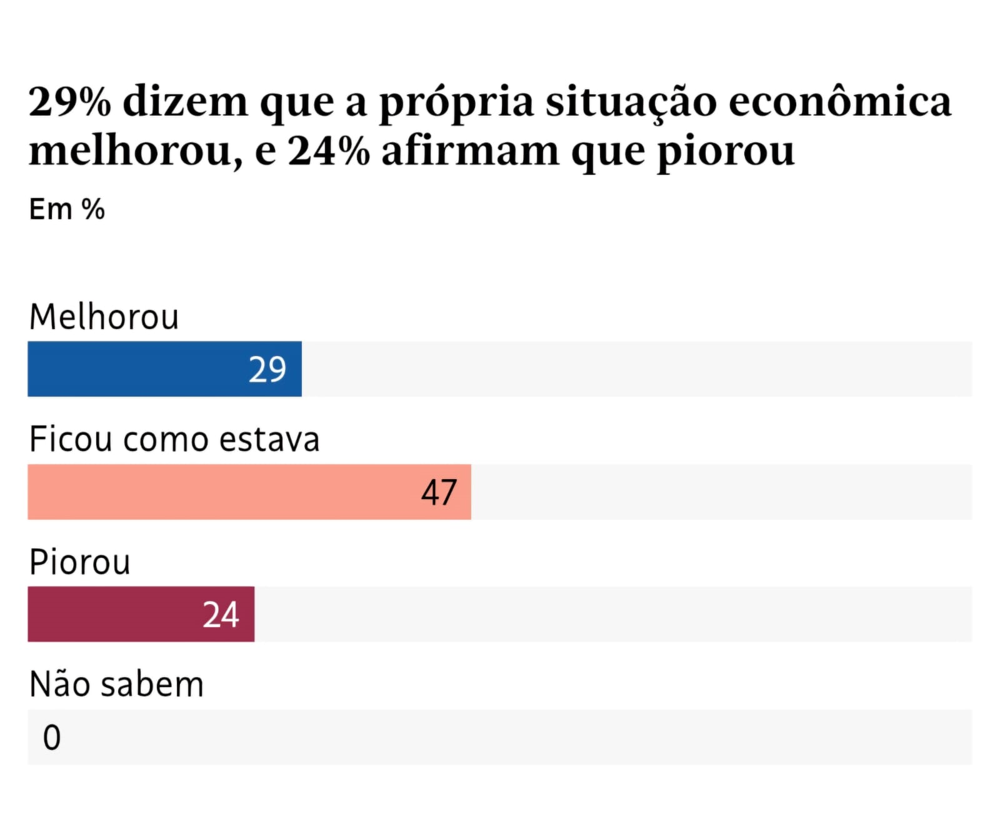 29% dizem que a própria situação econômica
melhorou, e 24% afirmam que piorou
Em %
Melhorou
29
Ficou como estava
47
Piorou
24
Não sabem
0